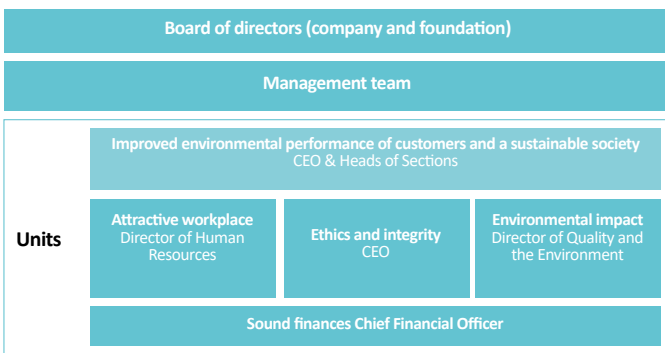 Board of directors (company and foundation)
Management team
Units
Improved environmental performance of customers and a sustainable society
CEO & Heads of Sections
Attractive workplace
Director of Human
Resources
Ethics and integrity
CEO
Environmental impact
Director of Quality and
the Environment
Sound finances Chief Financial Officer